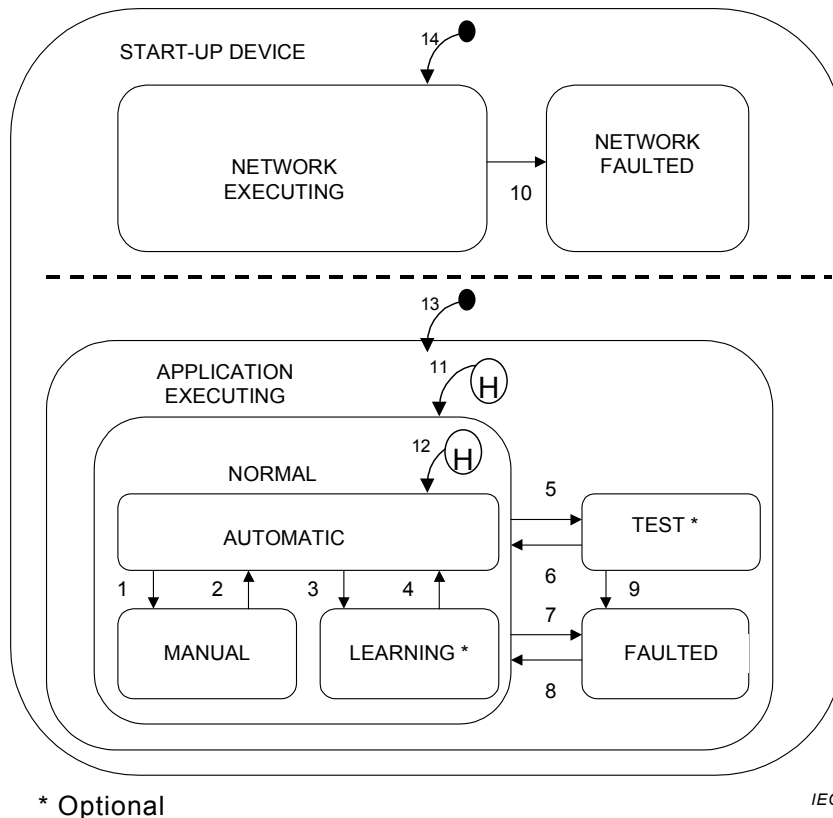 14
START-UP DEVICE
NETWORK
EXECUTING
NETWORK
FAULTED
10
13
APPLICATION
EXECUTING
11
H
12
H
NORMAL
5
AUTOMATIC
TEST *
6
1
2
3
4
9
7
MANUAL
LEARNING *
FAULTED
8
* Optional
IEC